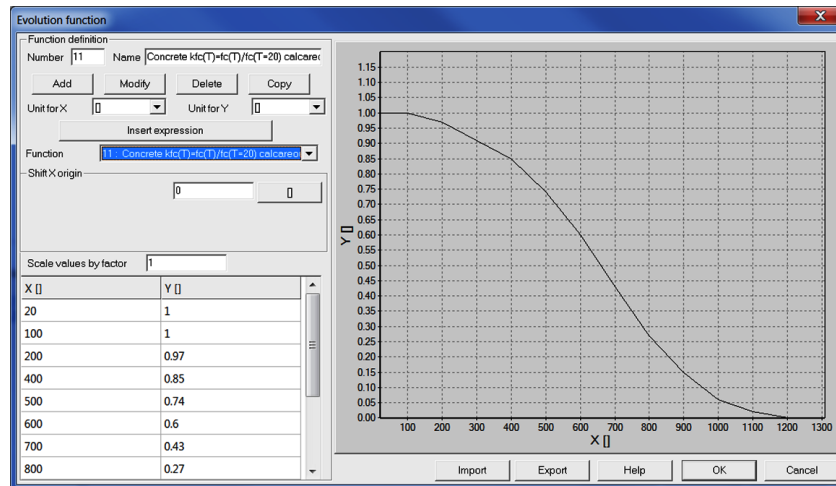 Evolution function
Function definition
Number 11 Name Concrete kfc(T)=fc(T)/fc(T=20) calcareo
Add Modify Delete Copy
Unit for X [] Unit for Y []
Insert expression
Function 11 : Concrete kfc(T)=fc(T)/fc(T=20) calcareo
Shift X origin
0 []
Scale values by factor 1
X [] Y []
20 1
100 1
200 0.97
400 0.85
500 0.74
600 0.6
700 0.43
800 0.27
1.15
1.10
1.05
1.00
0.95
0.90
0.85
0.80
0.75
0.70
0.65
0.60
0.55
0.50
0.45
0.40
0.35
0.30
0.25
0.20
0.15
0.10
0.05
0.00
Y []
100 200 300 400 500 600 700 800 900 1000 1100 1200 1300
X []
Import Export Help OK Cancel